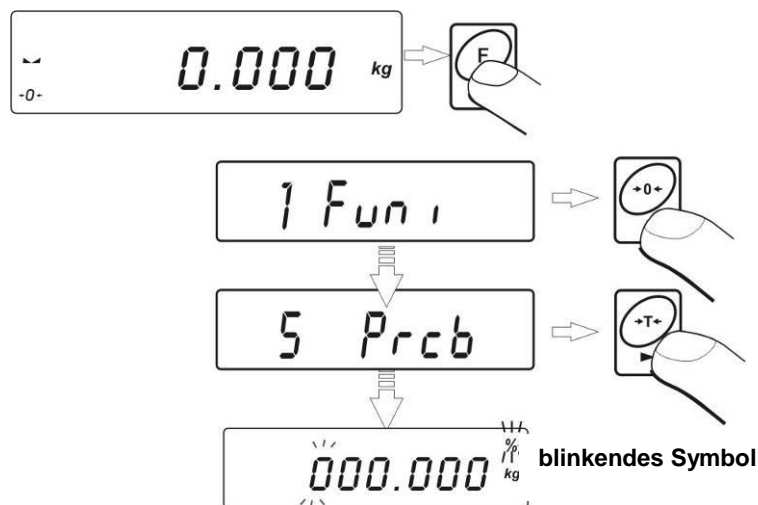 0.000 kg
→0←
F
1 Funi
→0←
5 Prcb
→T←
%
000.000
kg
blinkendes Symbol